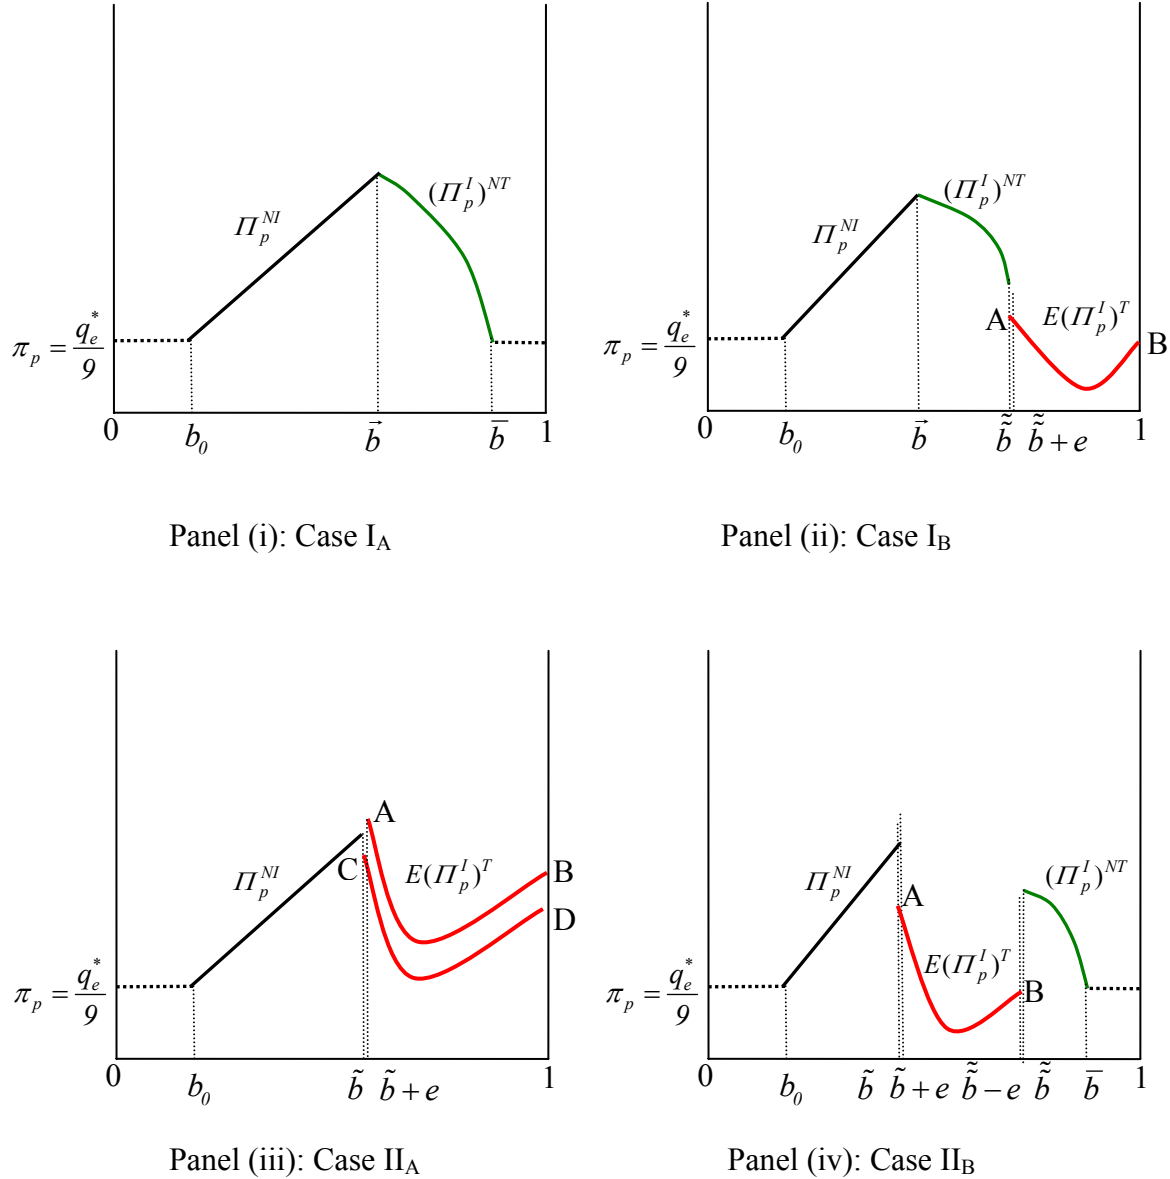 Π_p^{NI}
(Π_p^I)^{NT}
π_p = q_e^*/9
0 b_0 b⃗ b̅ 1
Panel (i): Case I_A
Π_p^{NI}
(Π_p^I)^{NT}
A E(Π_p^I)^T B
π_p = q_e^*/9
0 b_0 b⃗ b̃̃ b̃̃ + e 1
Panel (ii): Case I_B
Π_p^{NI}
A
C E(Π_p^I)^T B
D
π_p = q_e^*/9
0 b_0 b̃ b̃ + e 1
Panel (iii): Case II_A
Π_p^{NI}
(Π_p^I)^{NT}
A
E(Π_p^I)^T B
π_p = q_e^*/9
0 b_0 b̃ b̃ + e b̃̃ − e b̃̃ b̅ 1
Panel (iv): Case II_B